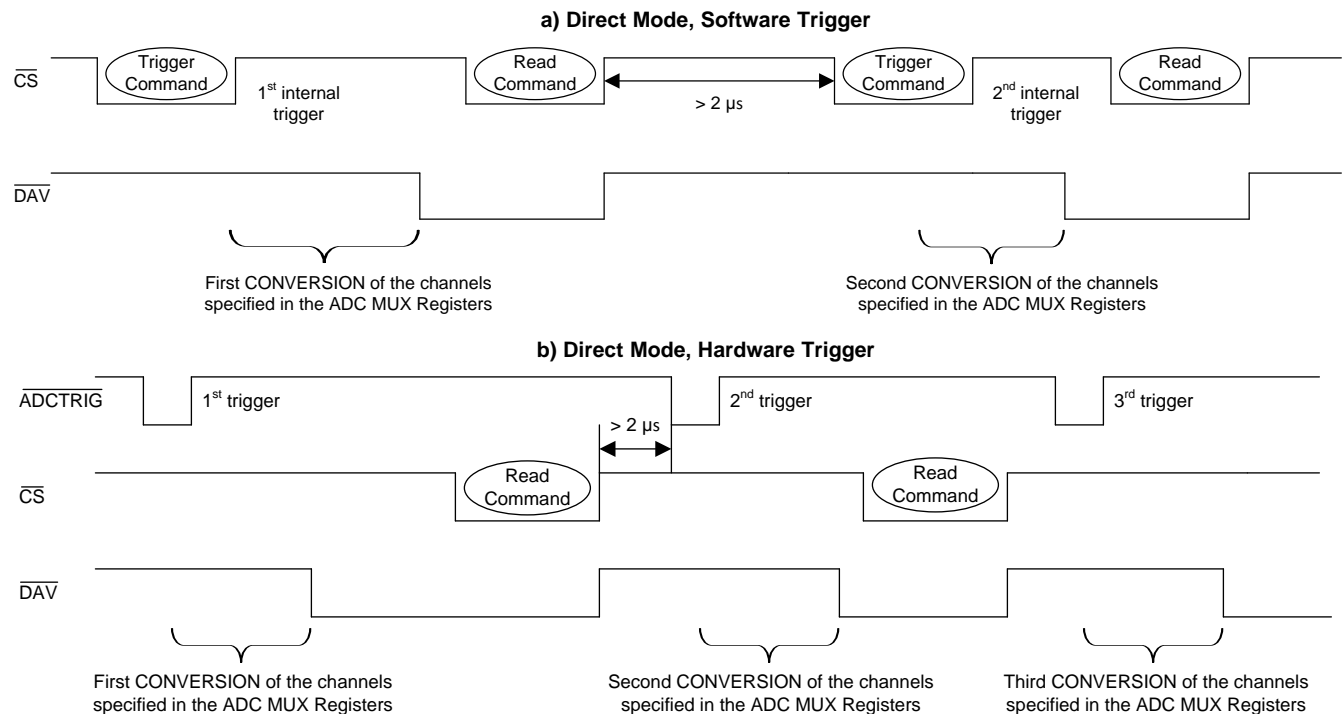 a) Direct Mode, Software Trigger
CS
Trigger
Command
1st internal
trigger
Read
Command
> 2 µs
Trigger
Command
2nd internal
trigger
Read
Command
DAV
First CONVERSION of the channels
specified in the ADC MUX Registers
Second CONVERSION of the channels
specified in the ADC MUX Registers
b) Direct Mode, Hardware Trigger
ADCTRIG
1st trigger
> 2 µs
2nd trigger
3rd trigger
CS
Read
Command
Read
Command
DAV
First CONVERSION of the channels
specified in the ADC MUX Registers
Second CONVERSION of the channels
specified in the ADC MUX Registers
Third CONVERSION of the channels
specified in the ADC MUX Registers